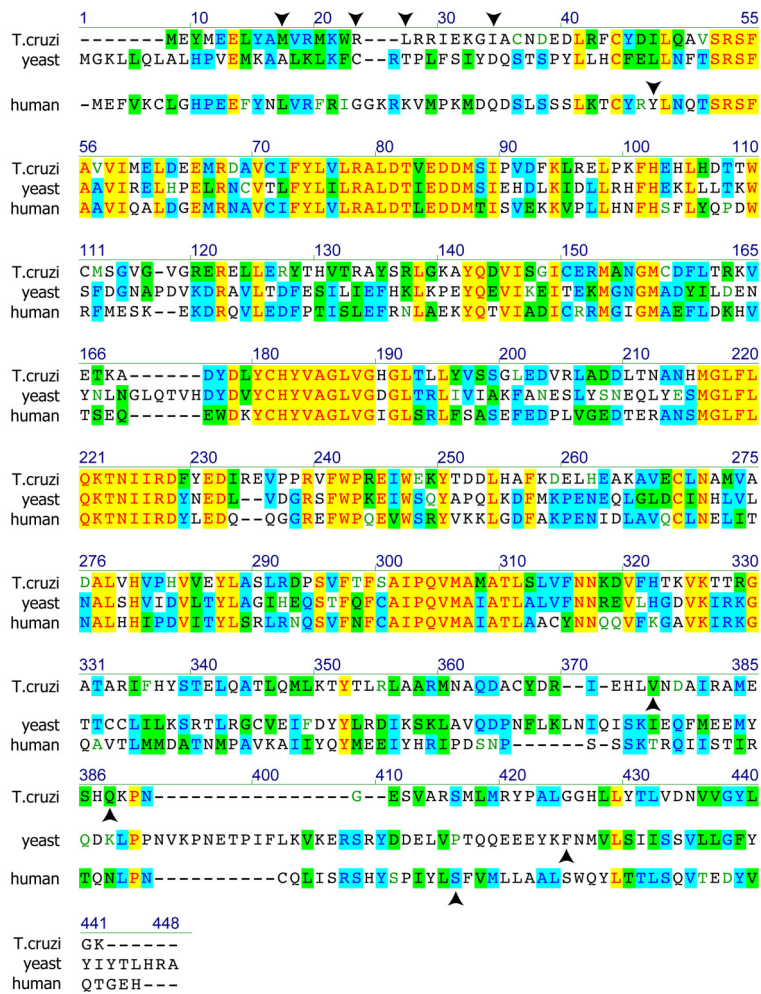 1 10 20 30 40 55
T.cruzi -------MEYMEELYAMVRMKWR---LRRIEKGIACNDEDLRFCYDILQAVSRSF
yeast MGKLLQLALHPVEMKAALKLKFC--RTPLFSIYDQSTSPYLLHCFELLNFTSRSF
human -MEFVKCLGHPEEFYNLVRFRIGGKRKVMPKMDQDSLSSSLKTCYRYLNQTSRSF
56 70 80 90 100 110
T.cruzi AVVIMELDEEMRDAVCIFYLVLRALDTVEDDMSIPVDFKLRELPKFHEHLHDTTW
yeast AAVIRELHPELRNCVTLFYLILRALDTIEDDMSIEHDLKIDLLRHFHEKLLLTKW
human AAVIQALDGEMRNAVCIFYLVLRALDTLEDDMTISVEKKVPLLHNFHSFLYQPDW
111 120 130 140 150 165
T.cruzi CMSGVG-VGRERELLERYTHVTRAYSRLGKAYQDVISGICERMANGMCDFLTRKV
yeast SFDGNAPDVKDRAVLTDFESILIEFHKLKPEYQEVIKEITEKMGNGMADYILDEN
human RFMESK--EKDRQVLEDFPTISLEFRNLAEKYQTVIADICRRMGIGMAEFLDKHV
166 180 190 200 210 220
T.cruzi ETKA------DYDLYCHYVAGLVGHGLTLLYVSSGLEDVRLADDLTNANHMGLFL
yeast YNLNGLQTVHDYDVYCHYVAGLVGDGLTRLIVIAKFANESLYSNEQLYESMGLFL
human TSEQ------EWDKYCHYVAGLVGIGLSRLFSASEFEDPLVGEDTERANSMGLFL
221 230 240 250 260 275
T.cruzi QKTNIIRDFYEDIREVPPRVFWPREIWEKYTDDLHAFKDELHEAKAVECLNAMVA
yeast QKTNIIRDYNEDL--VDGRSFWPKEIWSQYAPQLKDFMKPENEQLGLDCINHLVL
human QKTNIIRDYLEDQ--QGGREFWPQEVWSRYVKKLGDFAKPENIDLAVQCLNELIT
276 290 300 310 320 330
T.cruzi DALVHVPHVVEYLASLRDPSVFTFSAIPQVMAMATLSLVFNNKDVFHTKVKTTRG
yeast NALSHVIDVLTYLAGIHEQSTFQFCAIPQVMAIATLALVFNNREVLHGDVKIRKG
human NALHHIPDVITYLSRLRNQSVFNFCAIPQVMAIATLAACYNNQQVFKGAVKIRKG
331 340 350 360 370 385
T.cruzi ATARIFHYSTELQATLQMLKTYTLRLAARMNAQDACYDR--I-EHLVNDAIRAME
yeast TTCCLILKSRTLRGCVEIFDYYLRDIKSKLAVQDPNFLKLNIQISKIEQFMEEMY
human QAVTLMMDATNMPAVKAIIYQYMEEIYHRIPDSNP------S-SSKTRQIISTIR
386 400 410 420 430 440
T.cruzi SHQKPN----------------G--ESVARSMLMRYPALGGHLLYTLVDNVVGYL
yeast QDKLPPNVKPNETPIFLKVKERSRYDDELVPTQQEEEYKFNMVLSIISSVLLGFY
human TQNLPN----------CQLISRSHYSPIYLSFVMLLAALSWQYLTTLSQVTEDYV
441 448
T.cruzi GK------
yeast YIYTLHRA
human QTGEH---